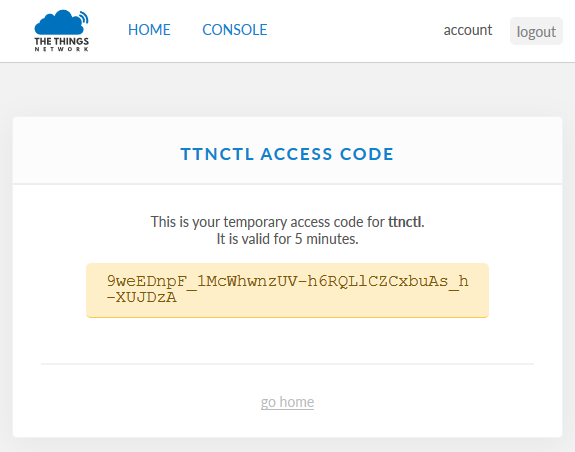 THE THINGS
NETWORK
HOME CONSOLE account logout
TTNCTL ACCESS CODE
This is your temporary access code for ttnctl.
It is valid for 5 minutes.
9weEDnpF_1McWhwnzUV-h6RQLlCZCxbuAs_h
-XUJDzA
go home